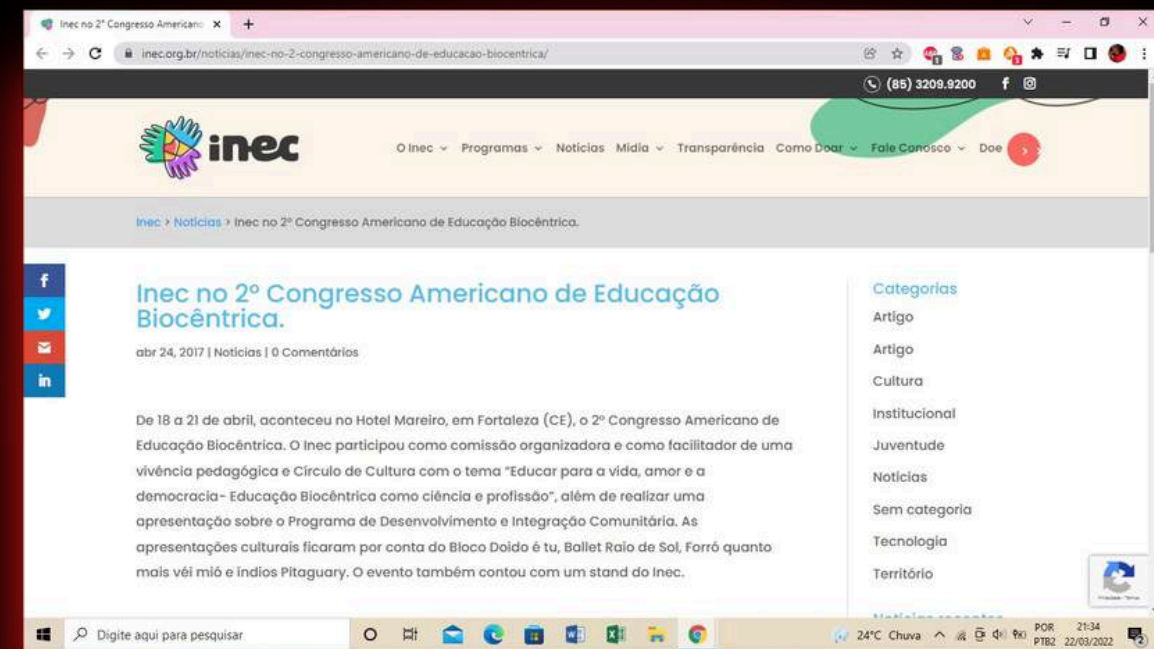 Inec no 2º Congresso American
inec.org.br/noticias/inec-no-2-congresso-americano-de-educacao-biocentrica/
(85) 3209.9200
inec
O Inec Programas Notícias Mídia Transparência Como Doar Fale Conosco Doe
Inec > Notícias > Inec no 2º Congresso Americano de Educação Biocêntrica.
Inec no 2º Congresso Americano de Educação
Biocêntrica.
abr 24, 2017 | Notícias | 0 Comentários
De 18 a 21 de abril, aconteceu no Hotel Mareiro, em Fortaleza (CE), o 2º Congresso Americano de
Educação Biocêntrica. O Inec participou como comissão organizadora e como facilitador de uma
vivência pedagógica e Círculo de Cultura com o tema “Educar para a vida, amor e a
democracia- Educação Biocêntrica como ciência e profissão”, além de realizar uma
apresentação sobre o Programa de Desenvolvimento e Integração Comunitária. As
apresentações culturais ficaram por conta do Bloco Doido é tu, Ballet Raio de Sol, Forró quanto
mais véi mió e índios Pitaguary. O evento também contou com um stand do Inec.
Categorias
Artigo
Artigo
Cultura
Institucional
Juventude
Notícias
Sem categoria
Tecnologia
Território
Digite aqui para pesquisar
24°C Chuva
POR 21:34
PTB2 22/03/2022